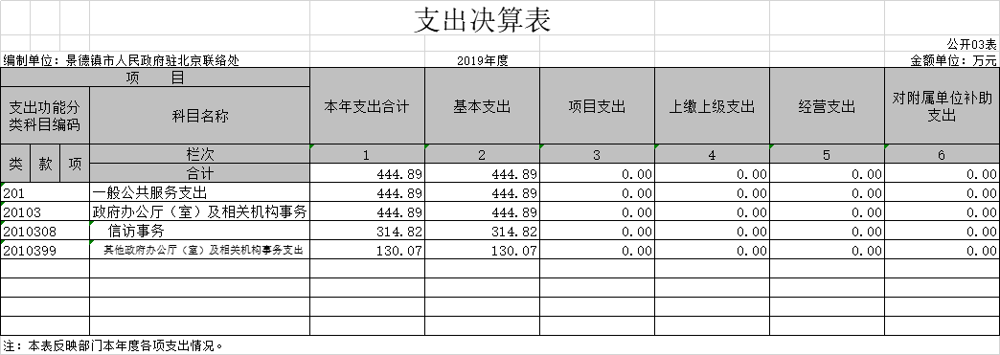 支出决算表
公开03表
编制单位：景德镇市人民政府驻北京联络处 2019年度 金额单位：万元
项 目 本年支出合计 基本支出 项目支出 上缴上级支出 经营支出 对附属单位补助
支出
支出功能分
类科目编码 科目名称
类 款 项 栏次 1 2 3 4 5 6
合计 444.89 444.89 0.00 0.00 0.00 0.00
201 一般公共服务支出 444.89 444.89 0.00 0.00 0.00 0.00
20103 政府办公厅（室）及相关机构事务 444.89 444.89 0.00 0.00 0.00 0.00
2010308 信访事务 314.82 314.82 0.00 0.00 0.00 0.00
2010399 其他政府办公厅（室）及相关机构事务支出 130.07 130.07 0.00 0.00 0.00 0.00
注：本表反映部门本年度各项支出情况。